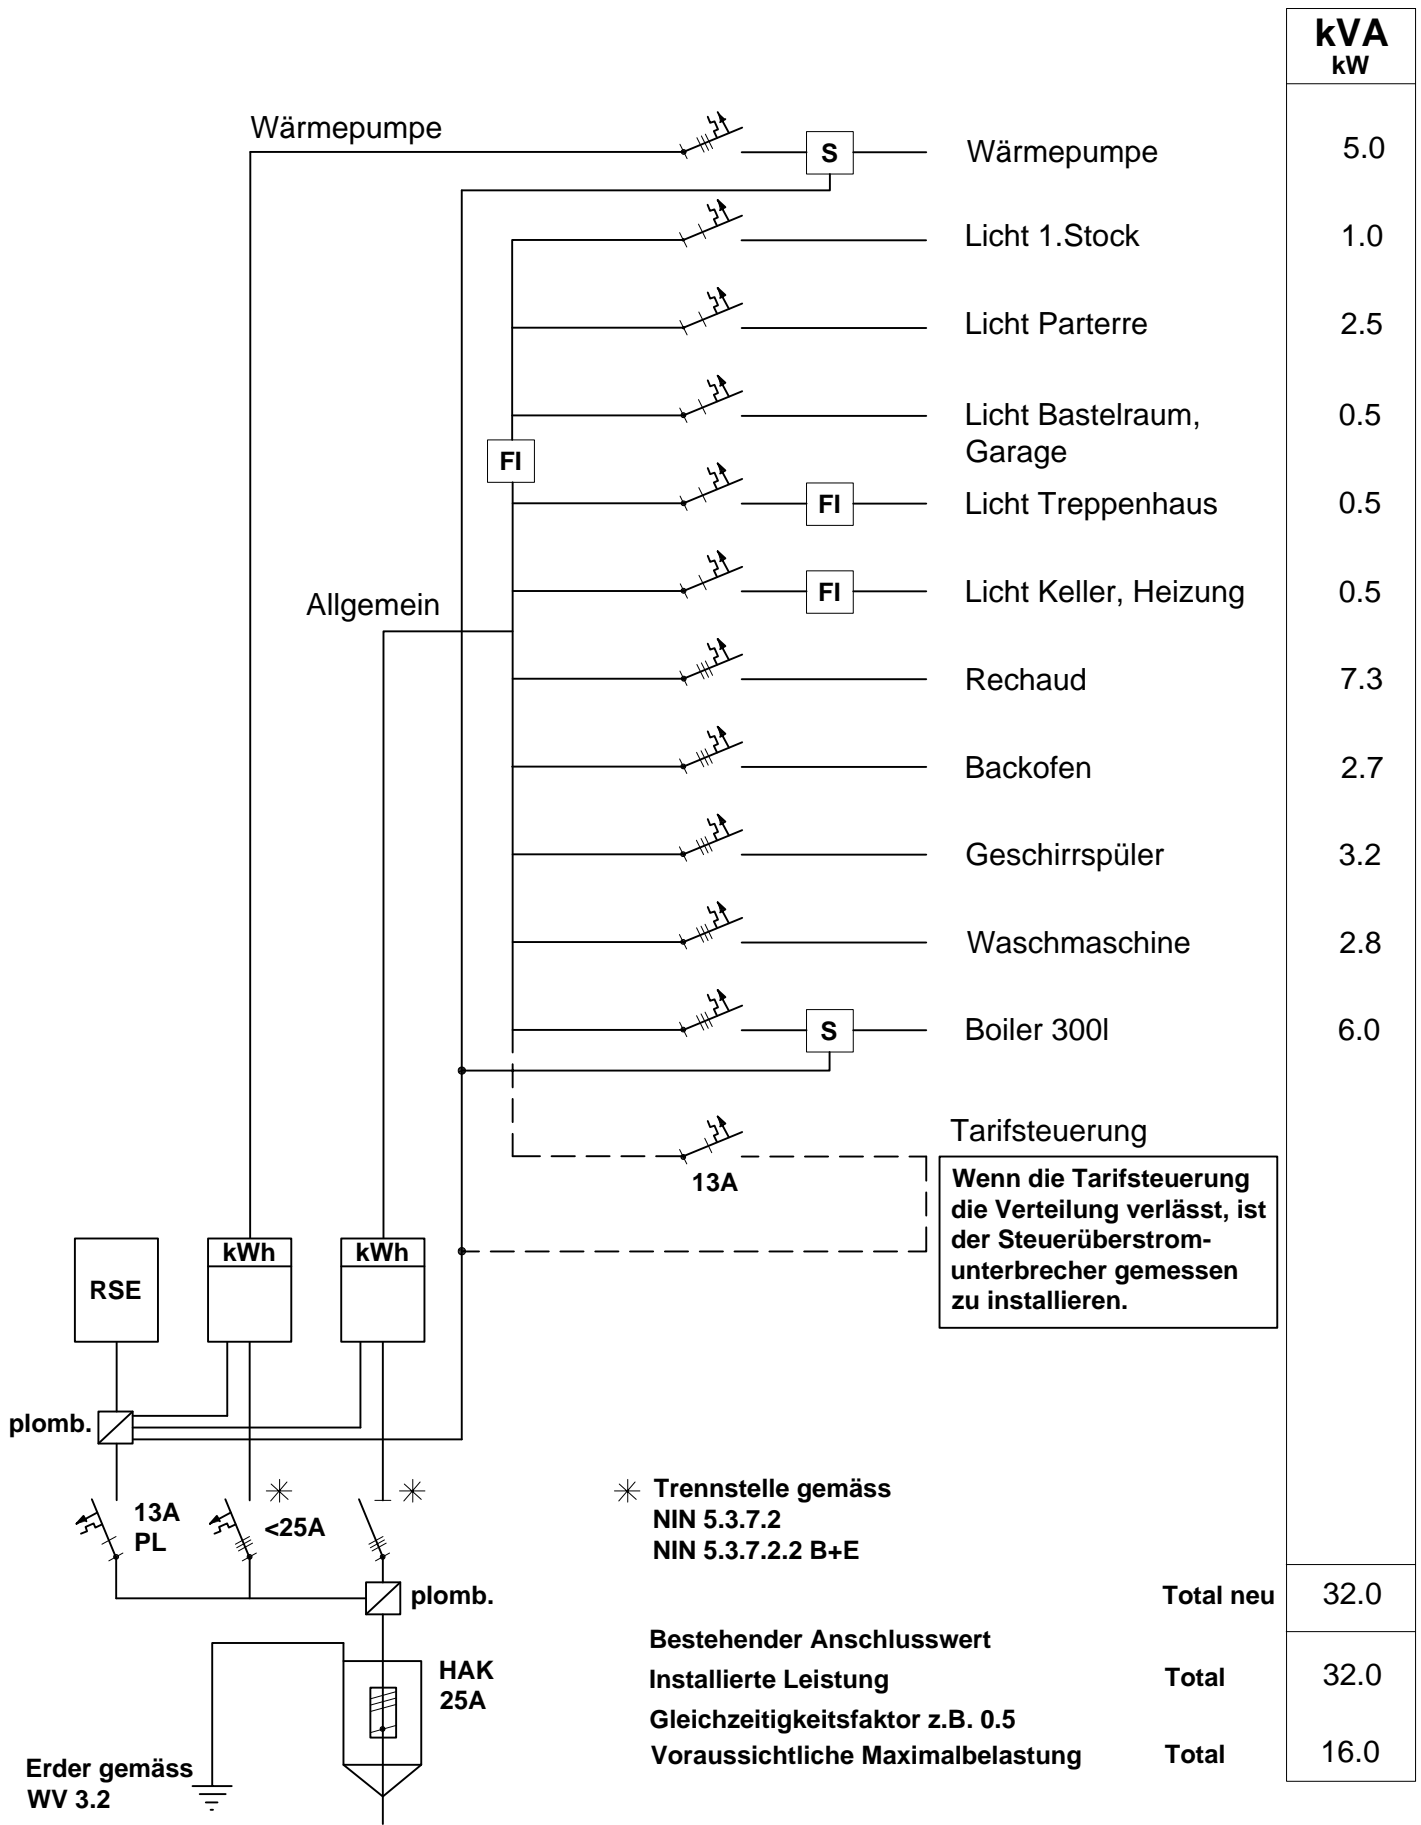 kVA
kW
Wärmepumpe
S
Wärmepumpe
5.0
Licht 1.Stock
1.0
Licht Parterre
2.5
Licht Bastelraum,
Garage
0.5
FI
FI
Licht Treppenhaus
0.5
FI
Licht Keller, Heizung
0.5
Allgemein
Rechaud
7.3
Backofen
2.7
Geschirrspüler
3.2
Waschmaschine
2.8
S
Boiler 300l
6.0
13A
Tarifsteuerung
Wenn die Tarifsteuerung
die Verteilung verlässt, ist
der Steuerüberstrom-
unterbrecher gemessen
zu installieren.
RSE
kWh
kWh
plomb.
13A
PL
<25A
Trennstelle gemäss
NIN 5.3.7.2
NIN 5.3.7.2.2 B+E
plomb.
Total neu
32.0
Bestehender Anschlusswert
HAK
25A
Installierte Leistung
Total
32.0
Gleichzeitigkeitsfaktor z.B. 0.5
Voraussichtliche Maximalbelastung
Total
16.0
Erder gemäss
WV 3.2